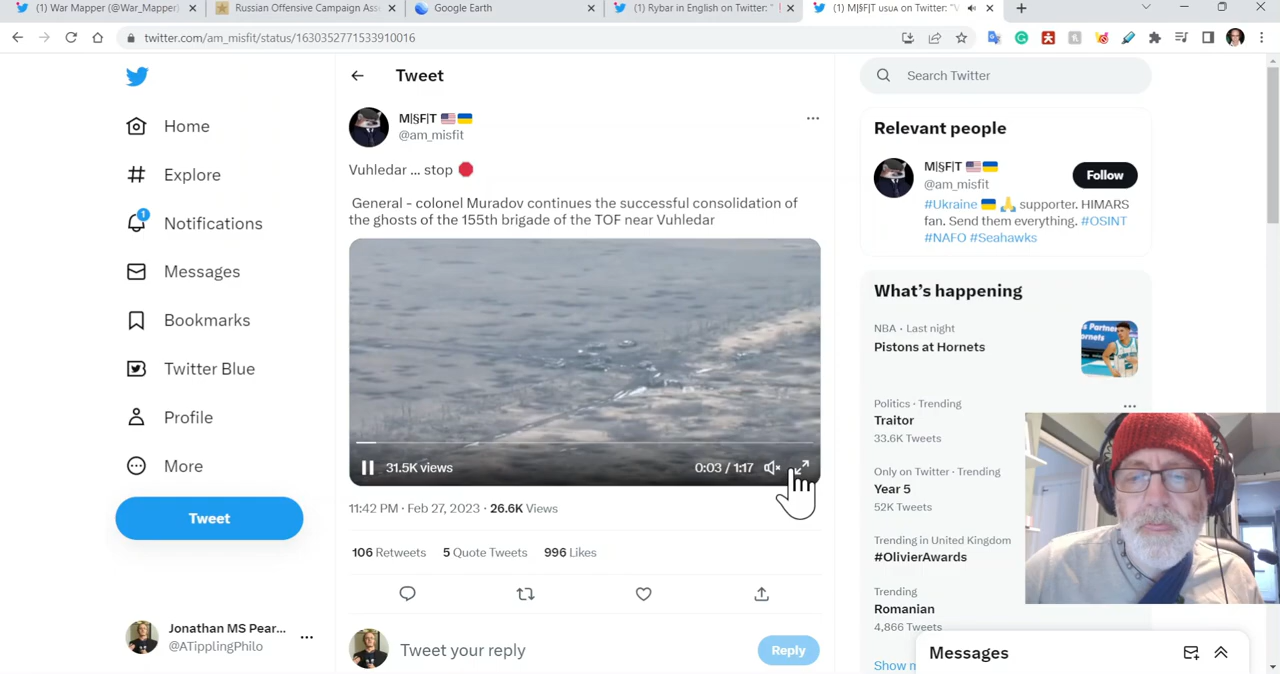 (1) War Mapper (@War_Mapper)
Russian Offensive Campaign Ass
Google Earth
(1) Rybar in English on Twitter: "
(1) M|§F|T ᴜsᴜᴀ on Twitter: "V
twitter.com/am_misfit/status/1630352771533910016
Tweet
Search Twitter
Home
Explore
1
Notifications
Messages
Bookmarks
Twitter Blue
Profile
More
Tweet
Jonathan MS Pear...
@ATipplingPhilo
M|§F|T 🇺🇸🇺🇦
@am_misfit
Vuhledar ... stop 🛑
General - colonel Muradov continues the successful consolidation of
the ghosts of the 155th brigade of the TOF near Vuhledar
31.5K views
0:03 / 1:17
11:42 PM · Feb 27, 2023 · 26.6K Views
106 Retweets 5 Quote Tweets 996 Likes
Tweet your reply
Reply
Relevant people
M|§F|T 🇺🇸🇺🇦
@am_misfit
Follow
#Ukraine 🇺🇦 🙏 supporter. HIMARS
fan. Send them everything. #OSINT
#NAFO #Seahawks
What's happening
NBA · Last night
Pistons at Hornets
Politics · Trending
Traitor
33.6K Tweets
Only on Twitter · Trending
Year 5
52K Tweets
Trending in United Kingdom
#OlivierAwards
Trending
Romanian
4,866 Tweets
Show
Messages